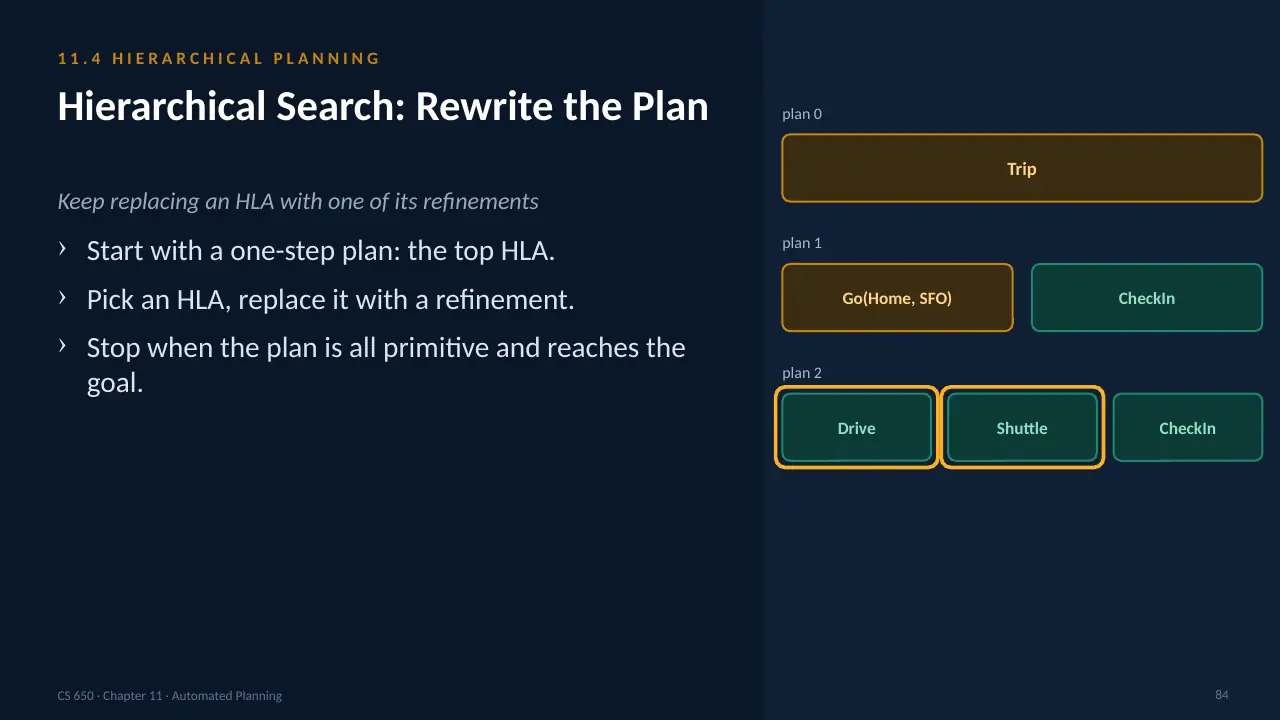 11.4 HIERARCHICAL PLANNING
Hierarchical Search: Rewrite the Plan
Keep replacing an HLA with one of its refinements
› Start with a one-step plan: the top HLA.
› Pick an HLA, replace it with a refinement.
› Stop when the plan is all primitive and reaches the
goal.
plan 0
Trip
plan 1
Go(Home, SFO)
CheckIn
plan 2
Drive
Shuttle
CheckIn
CS 650 · Chapter 11 · Automated Planning
84